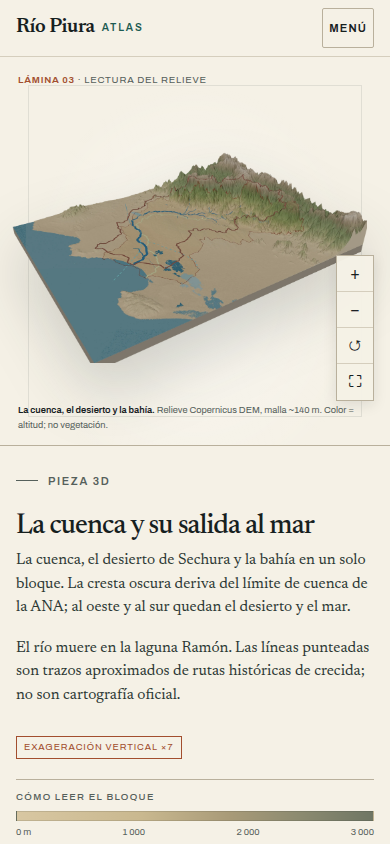 Río Piura ATLAS
MENÚ
LÁMINA 03 · LECTURA DEL RELIEVE
+
−
La cuenca, el desierto y la bahía. Relieve Copernicus DEM, malla ~140 m. Color =
altitud; no vegetación.
PIEZA 3D
La cuenca y su salida al mar
La cuenca, el desierto de Sechura y la bahía en un solo
bloque. La cresta oscura deriva del límite de cuenca de
la ANA; al oeste y al sur quedan el desierto y el mar.
El río muere en la laguna Ramón. Las líneas punteadas
son trazos aproximados de rutas históricas de crecida;
no son cartografía oficial.
EXAGERACIÓN VERTICAL ×7
CÓMO LEER EL BLOQUE
0 m 1 000 2 000 3 000